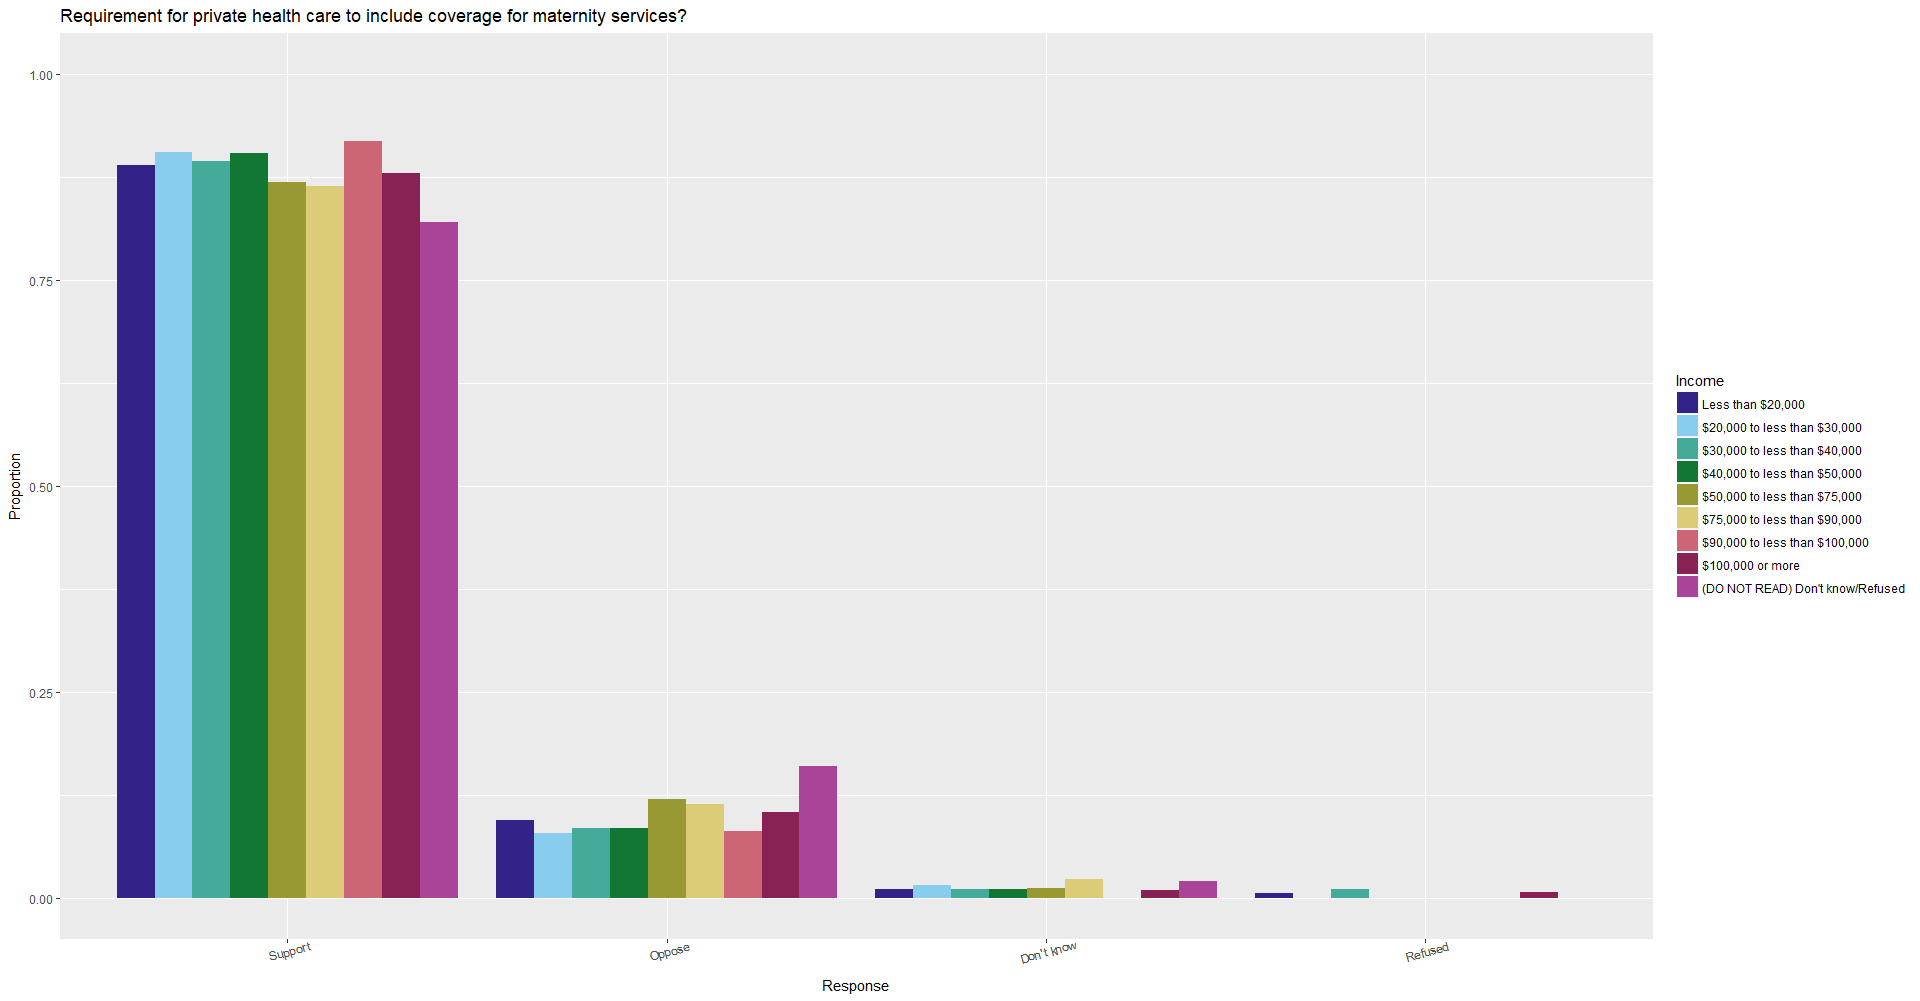 Requirement for private health care to include coverage for maternity services?
1.00
0.75
0.50
0.25
0.00
Proportion
Support
Oppose
Don't know
Refused
Response
Income
Less than $20,000
$20,000 to less than $30,000
$30,000 to less than $40,000
$40,000 to less than $50,000
$50,000 to less than $75,000
$75,000 to less than $90,000
$90,000 to less than $100,000
$100,000 or more
(DO NOT READ) Don't know/Refused